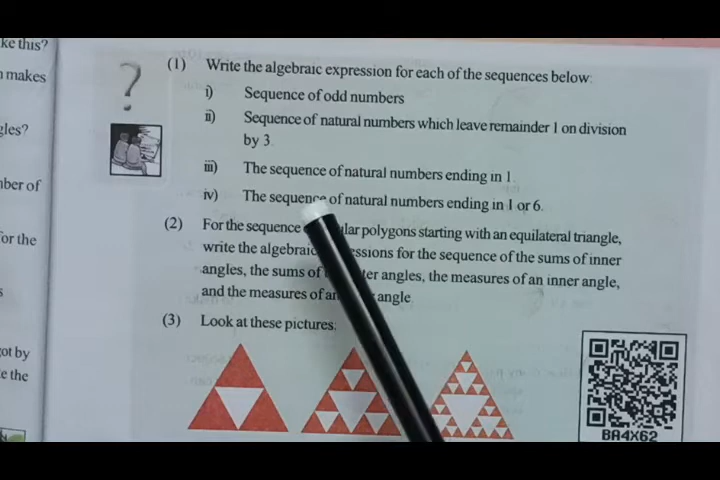 ke this?
makes
gles?
ber of
or the
s
ot by
e the
?
(1) Write the algebraic expression for each of the sequences below:
i) Sequence of odd numbers
ii) Sequence of natural numbers which leave remainder 1 on division
by 3.
iii) The sequence of natural numbers ending in 1.
iv) The sequence of natural numbers ending in 1 or 6.
(2) For the sequence lar polygons starting with an equilateral triangle,
write the algebraic essions for the sequence of the sums of inner
angles, the sums of ter angles, the measures of an inner angle,
and the measures of an angle.
(3) Look at these pictures:
BA4X62